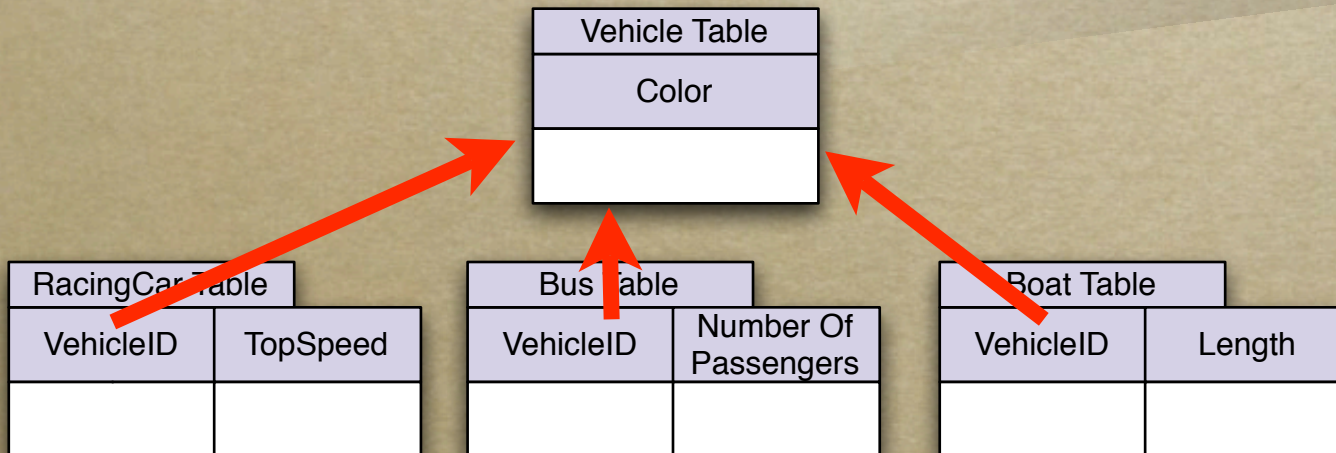 Vehicle Table
Color
RacingCar Table
VehicleID
TopSpeed
Bus Table
VehicleID
Number Of
Passengers
Boat Table
VehicleID
Length